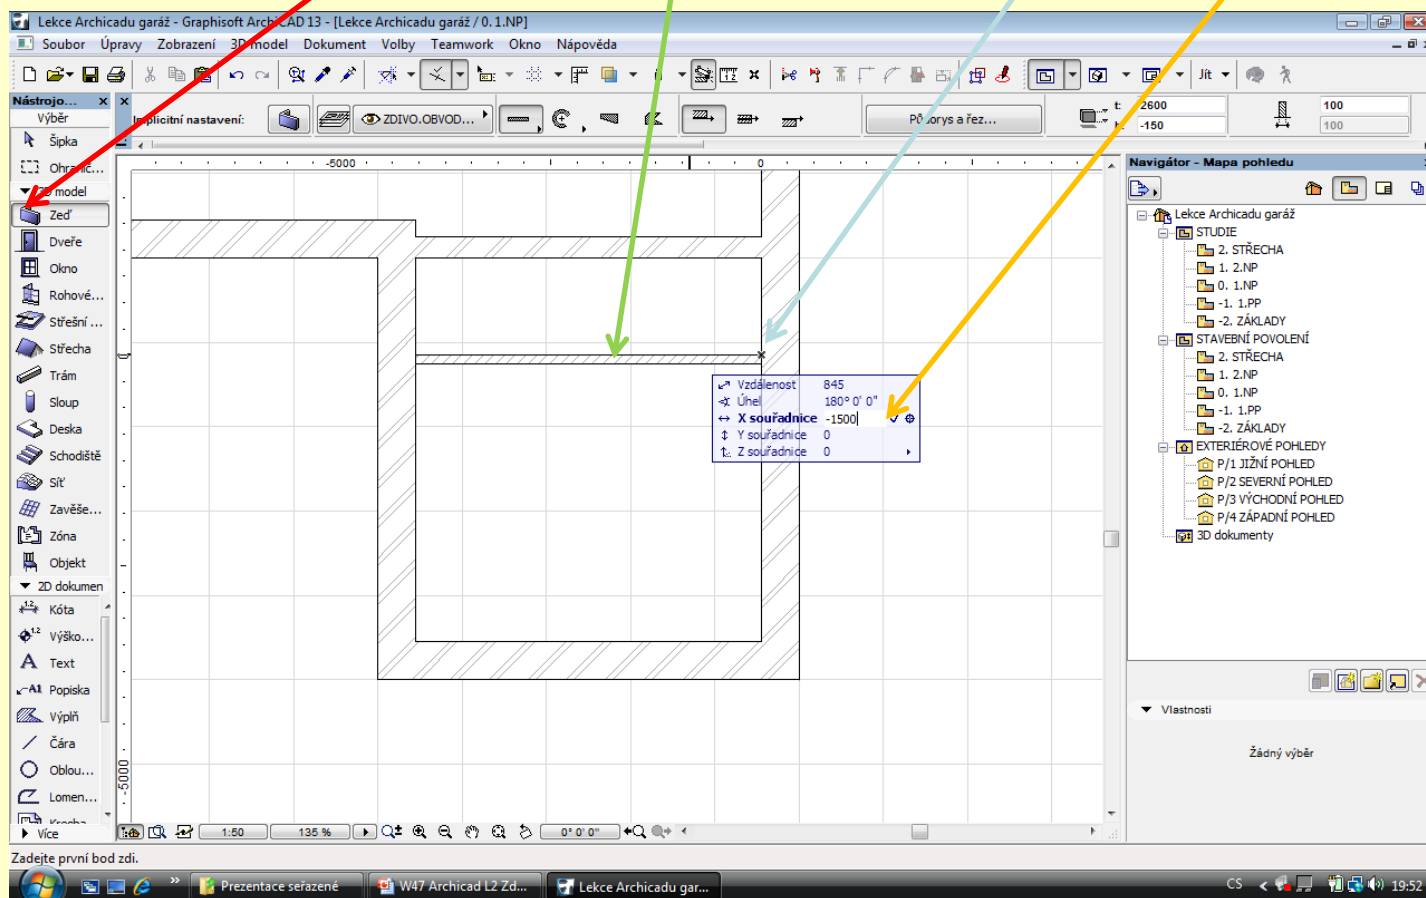 Lekce Archicadu garáž - Graphisoft ArchiCAD 13 - [Lekce Archicadu garáž / 0. 1.NP]
Soubor Úpravy Zobrazení 3D model Dokument Volby Teamwork Okno Nápověda
Jít
Nástrojo...
Výběr
Šipka
Ohranič...
3D model
Zeď
Dveře
Okno
Rohové...
Střešní ...
Střecha
Trám
Sloup
Deska
Schodiště
Síť
Zavěše...
Zóna
Objekt
2D dokumen
Kóta
Výško...
Text
Popiska
Výplň
Čára
Oblou...
Lomen...
Více
Implicitní nastavení:
ZDIVO.OBVOD...
Půdorys a řez...
t: 2600
-150
100
100
-5000
0
-5000
Vzdálenost 845
Úhel 180° 0' 0"
X souřadnice -1500
Y souřadnice 0
Z souřadnice 0
1:50
135 %
0° 0' 0"
Navigátor - Mapa pohledu
Lekce Archicadu garáž
STUDIE
2. STŘECHA
1. 2.NP
0. 1.NP
-1. 1.PP
-2. ZÁKLADY
STAVEBNÍ POVOLENÍ
2. STŘECHA
1. 2.NP
0. 1.NP
-1. 1.PP
-2. ZÁKLADY
EXTERIÉROVÉ POHLEDY
P/1 JIŽNÍ POHLED
P/2 SEVERNÍ POHLED
P/3 VÝCHODNÍ POHLED
P/4 ZÁPADNÍ POHLED
3D dokumenty
Vlastnosti
Žádný výběr
Zadejte první bod zdi.
Prezentace seřazené
W47 Archicad L2 Zd...
Lekce Archicadu gar...
CS
19:52